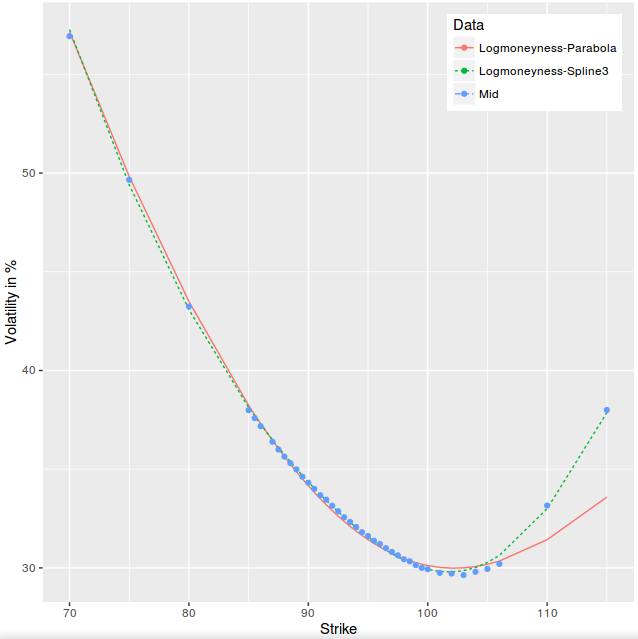 Data
Logmoneyness-Parabola
Logmoneyness-Spline3
Mid
50
40
30
Volatility in %
70
80
90
100
110
Strike